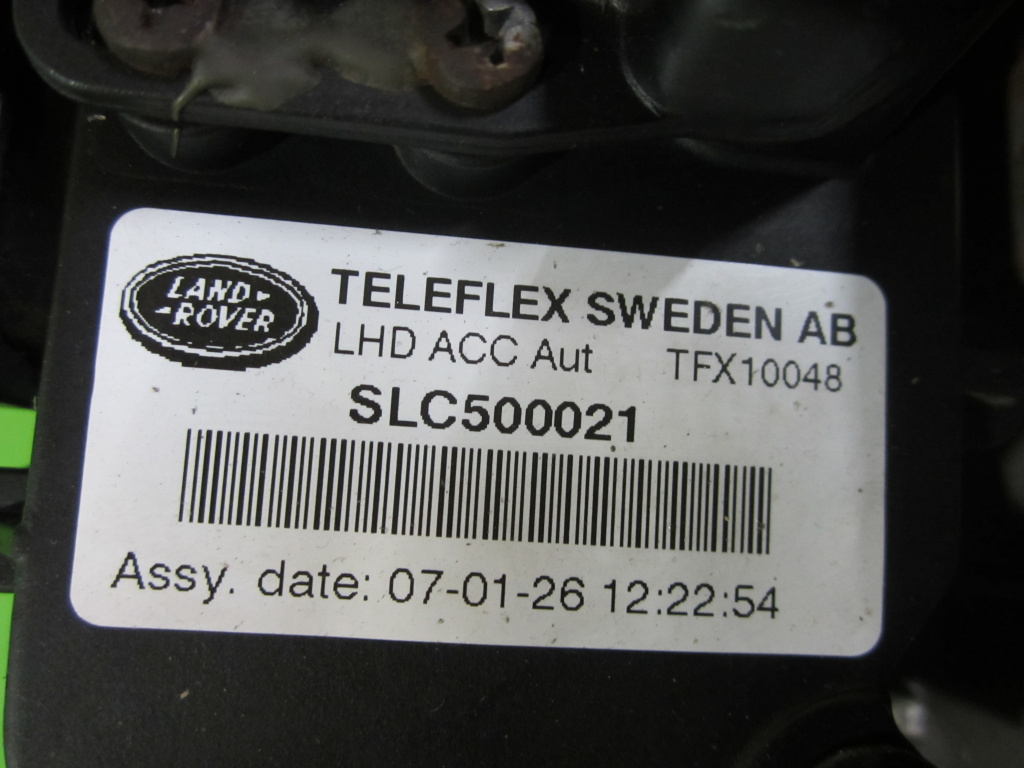 LAND
-ROVER
TELEFLEX SWEDEN AB
LHD ACC Aut TFX10048
SLC500021
Assy. date: 07-01-26 12:22:54